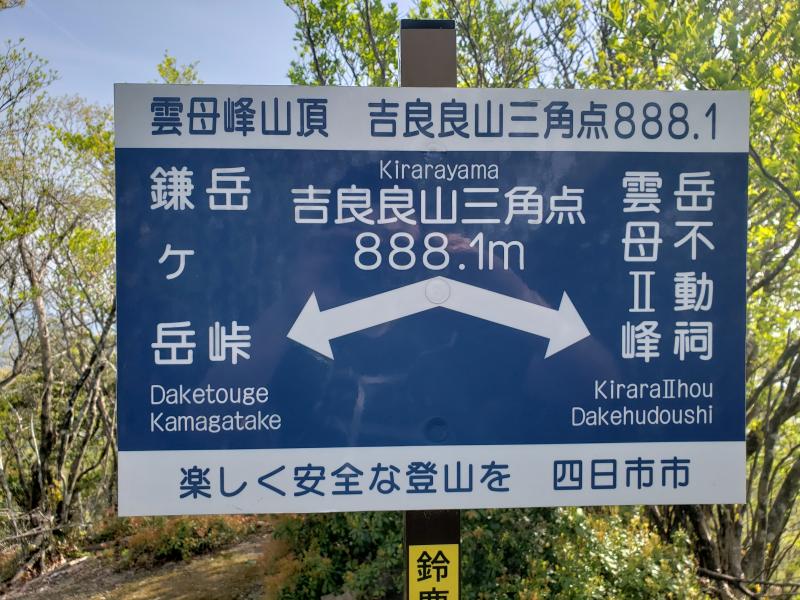 雲母峰山頂 吉良良山三角点888.1
Kirarayama
吉良良山三角点
888.1m
岳峠
鎌ヶ岳
Daketouge
Kamagatake
岳不動祠
雲母Ⅱ峰
KiraraⅡhou
Dakehudoushi
楽しく安全な登山を 四日市市
鈴